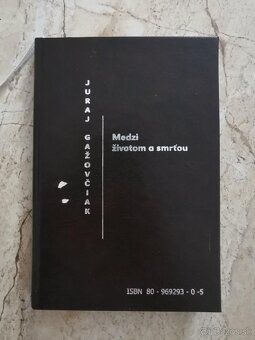 JURAJ GAŽOVČIAK
Medzi
životom a smrťou
ISBN 80 - 969293 - 0 -5